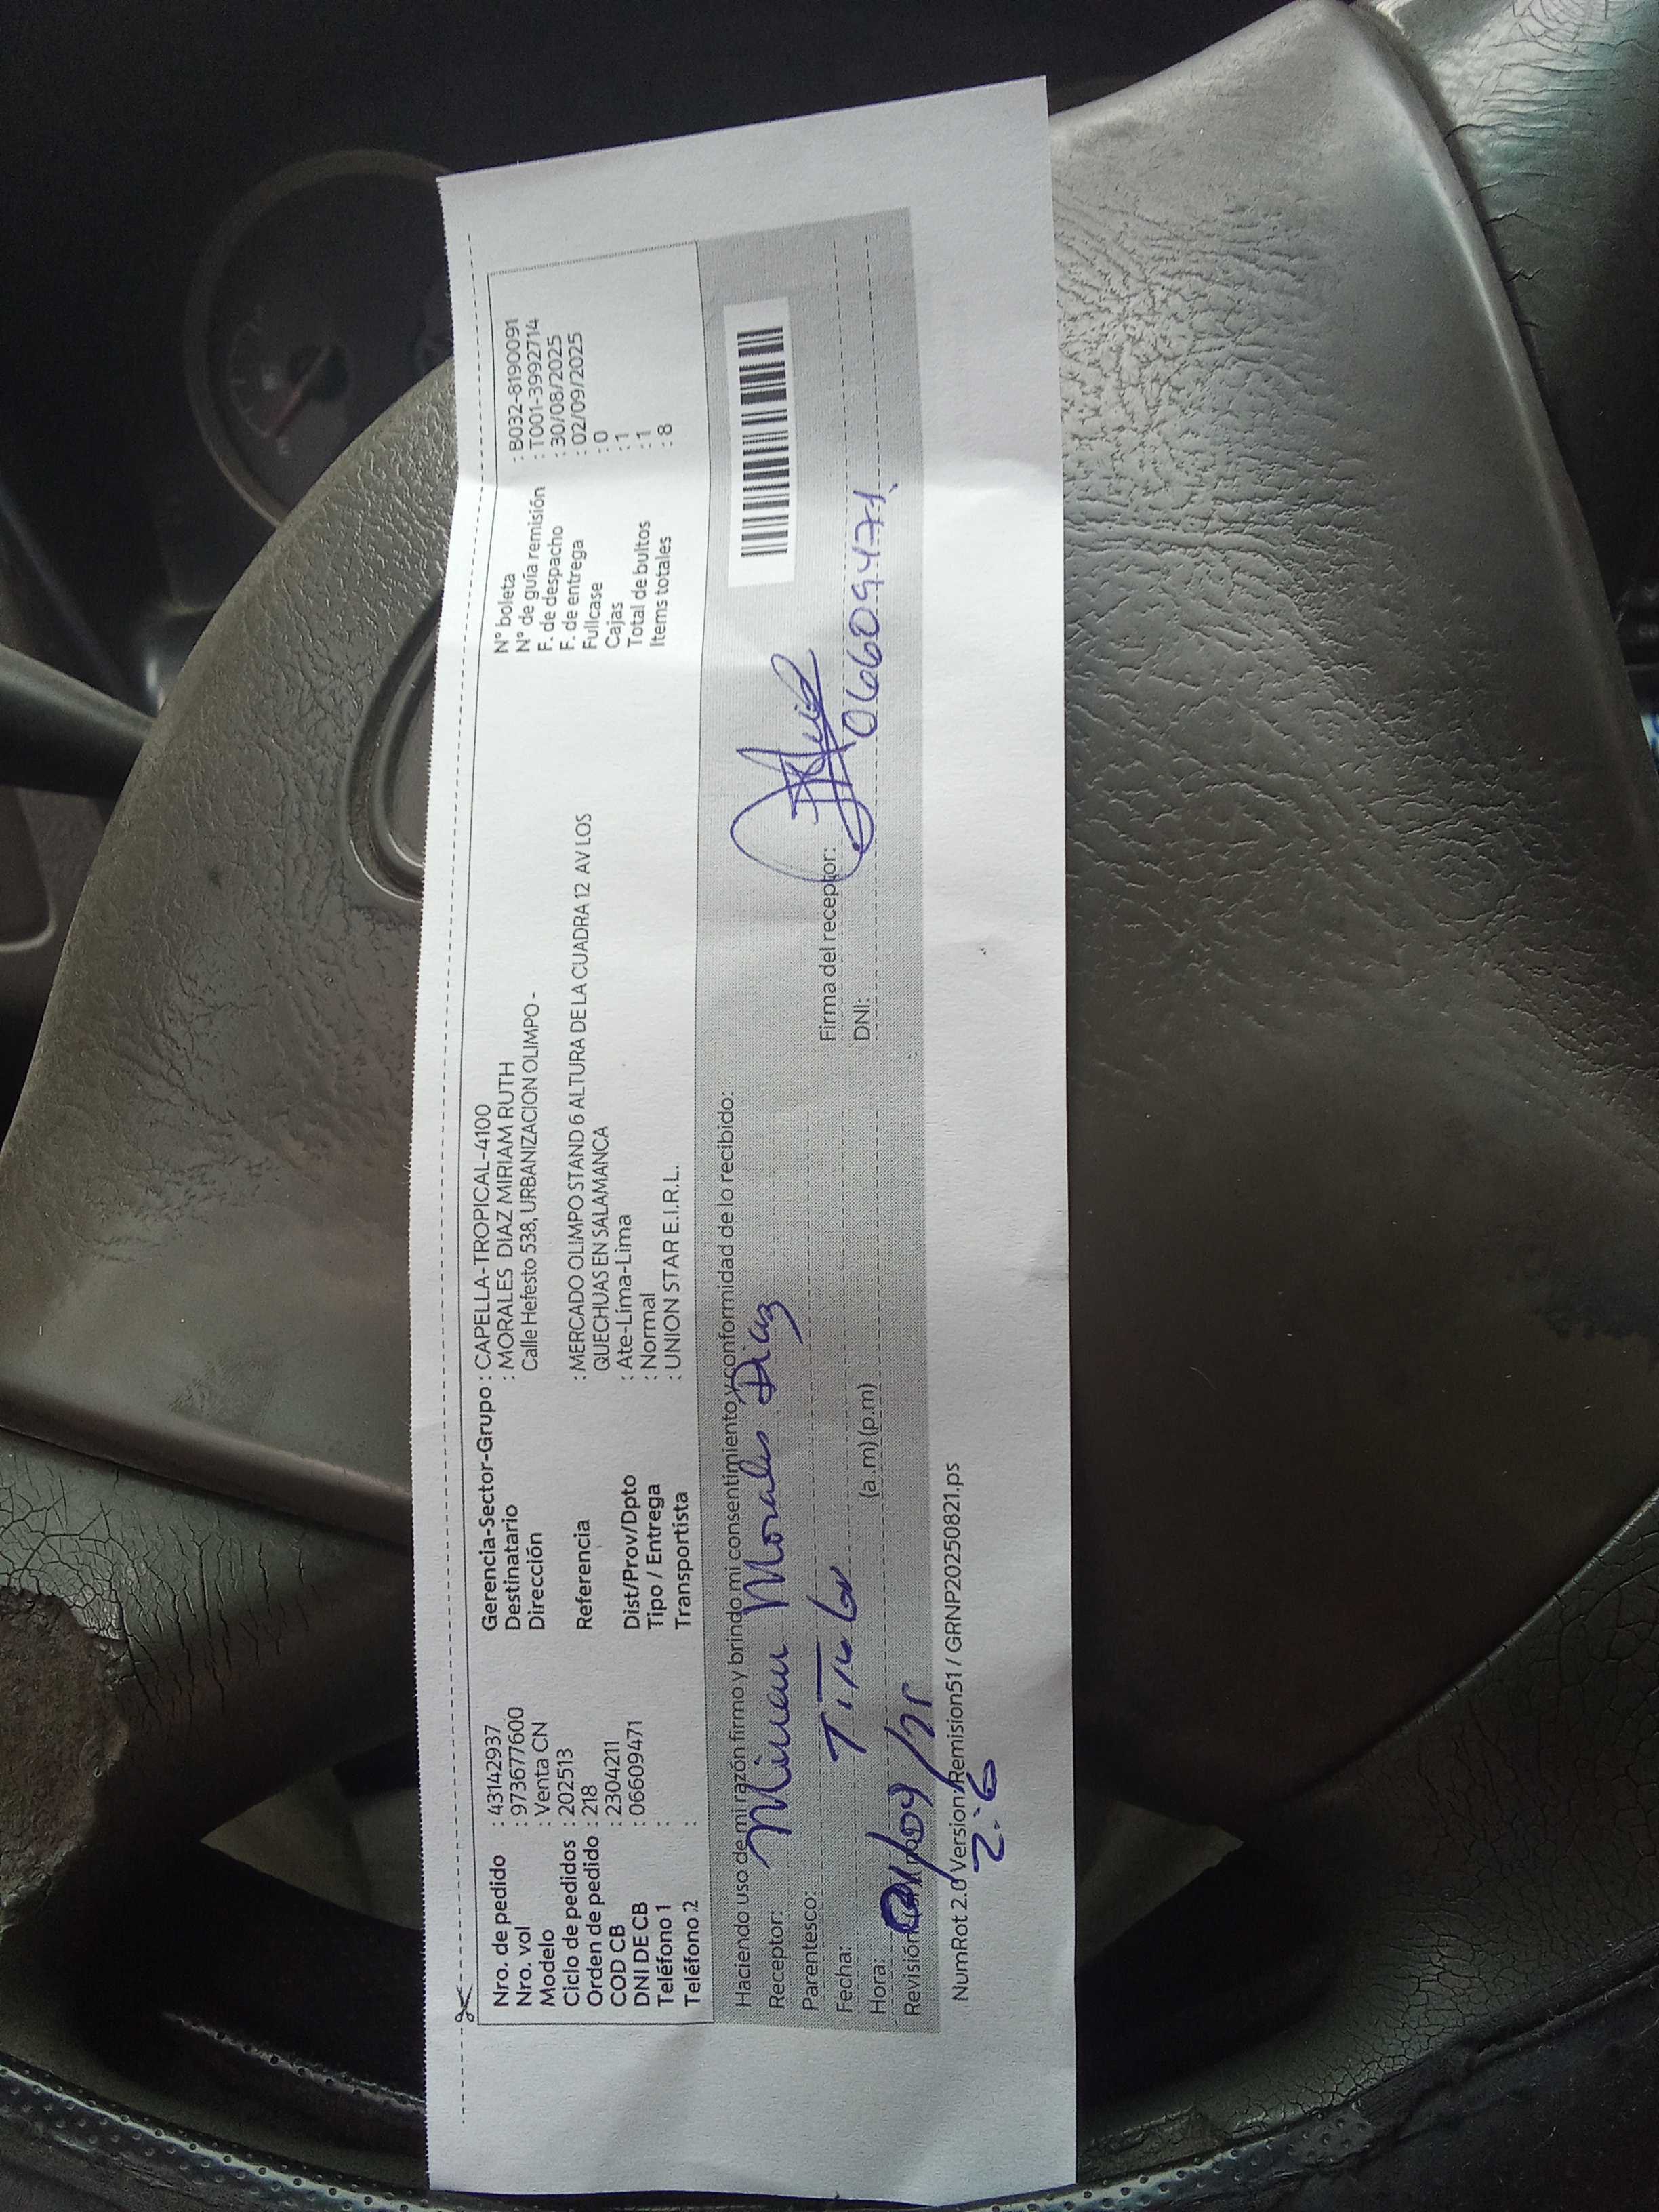 Nro. de pedido : 43142937
Nro. vol : 973677600
Modelo : Venta CN
Ciclo de pedidos : 202513
Orden de pedido : 218
COD CB : 2304211
DNI DE CB : 06609471
Teléfono 1 :
Teléfono 2 :
Gerencia-Sector-Grupo : CAPELLA-TROPICAL-4100
Destinatario : MORALES DIAZ MIRIAM RUTH
Dirección Calle Hefesto 538, URBANIZACION OLIMPO -
Referencia : MERCADO OLIMPO STAND 6 ALTURA DE LA CUADRA 12 AV LOS
QUECHUAS EN SALAMANCA
Dist/Prov/Dpto : Ate-Lima-Lima
Tipo / Entrega : Normal
Transportista : UNION STAR E.I.R.L.
N° boleta : B032-8190091
N° de guía remisión : T001-3992714
F. de despacho : 30/08/2025
F. de entrega : 02/09/2025
Fullcase : 0
Cajas : 1
Total de bultos : 1
Items totales : 8
Haciendo uso de mi razón firmo y brindo mi consentimiento y conformidad de lo recibido:
Receptor: Miriam Morales Diaz
Parentesco: Titular
Fecha: /09/25
Hora: (a.m) (p.m)
Revisión
Firma del receptor:
DNI: 06609471
NumRot 2.0 Version Remision51 / GRNP20250821.ps
2.6